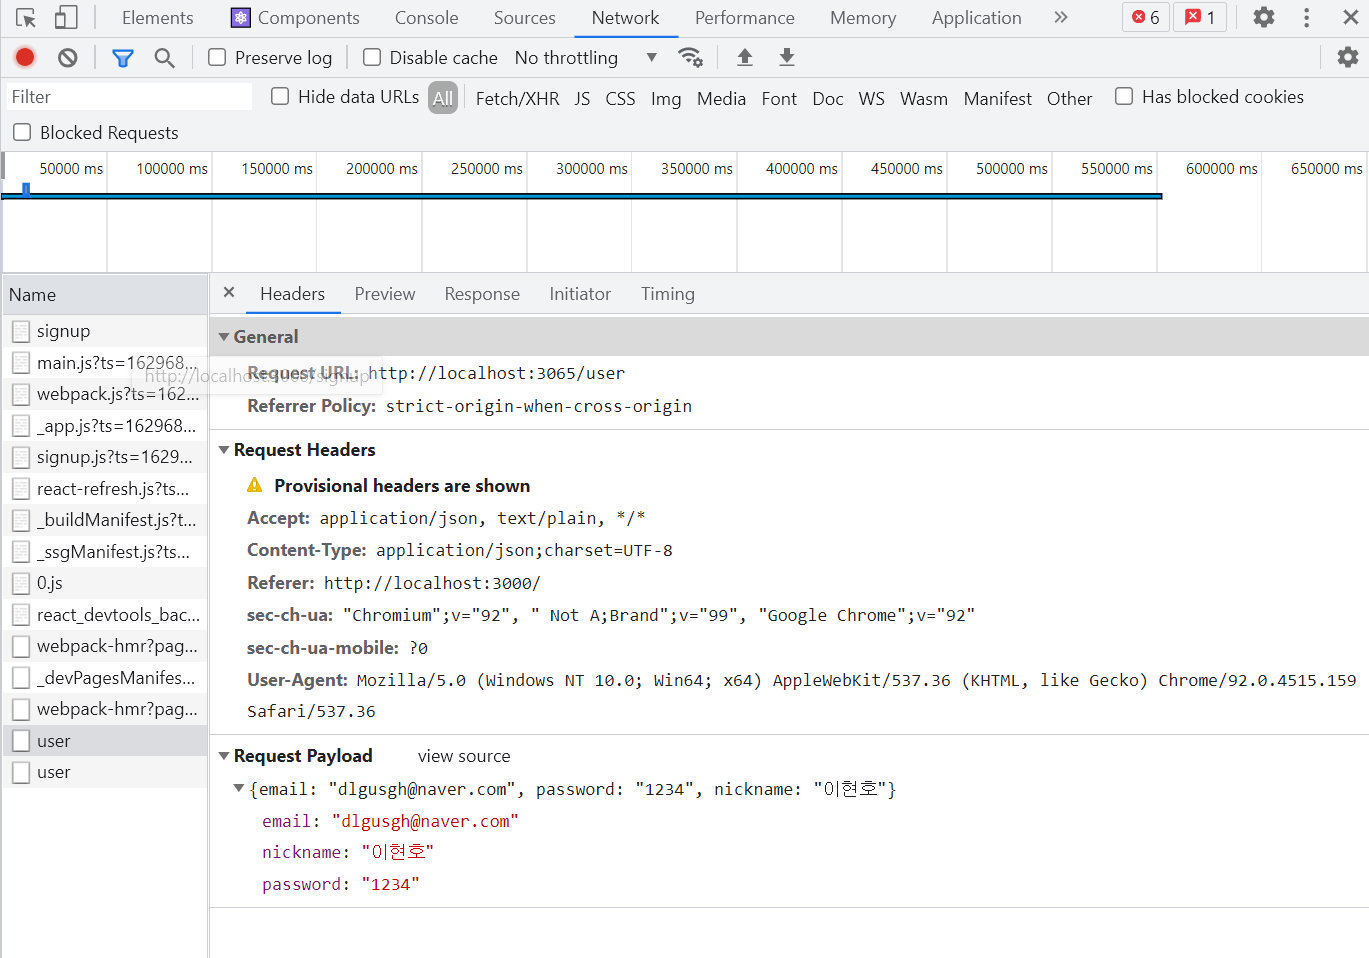 Elements Components Console Sources Network Performance Memory Application » 6 1
Preserve log Disable cache No throttling
Filter Hide data URLs All Fetch/XHR JS CSS Img Media Font Doc WS Wasm Manifest Other Has blocked cookies
Blocked Requests
50000 ms 100000 ms 150000 ms 200000 ms 250000 ms 300000 ms 350000 ms 400000 ms 450000 ms 500000 ms 550000 ms 600000 ms 650000 ms
Name
signup
main.js?ts=162968...
webpack.js?ts=162...
_app.js?ts=162968...
signup.js?ts=1629...
react-refresh.js?ts...
_buildManifest.js?t...
_ssgManifest.js?ts...
0.js
react_devtools_bac...
webpack-hmr?pag...
_devPagesManifes...
webpack-hmr?pag...
user
user
Headers Preview Response Initiator Timing
General
Request URL: http://localhost:3065/user
http://localhost:3065/signup
Referrer Policy: strict-origin-when-cross-origin
Request Headers
Provisional headers are shown
Accept: application/json, text/plain, */*
Content-Type: application/json;charset=UTF-8
Referer: http://localhost:3000/
sec-ch-ua: "Chromium";v="92", " Not A;Brand";v="99", "Google Chrome";v="92"
sec-ch-ua-mobile: ?0
User-Agent: Mozilla/5.0 (Windows NT 10.0; Win64; x64) AppleWebKit/537.36 (KHTML, like Gecko) Chrome/92.0.4515.159
Safari/537.36
Request Payload view source
{email: "dlgusgh@naver.com", password: "1234", nickname: "이현호"}
email: "dlgusgh@naver.com"
nickname: "이현호"
password: "1234"